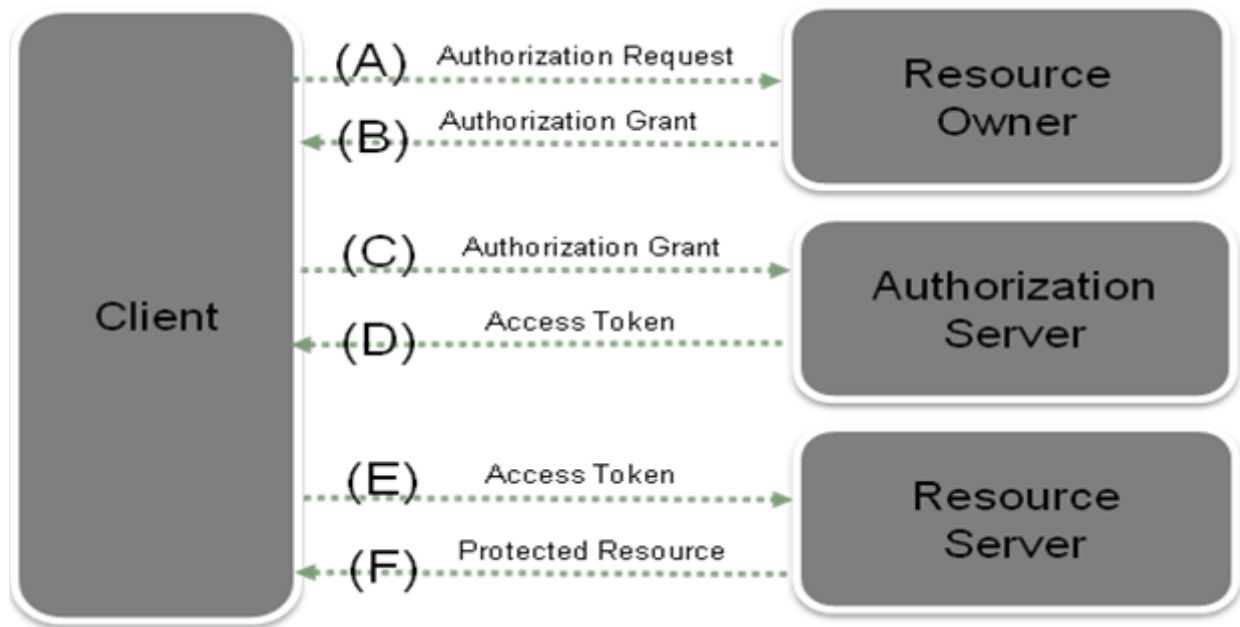 Client
(A) Authorization Request
(B) Authorization Grant
Resource
Owner
(C) Authorization Grant
(D) Access Token
Authorization
Server
(E) Access Token
(F) Protected Resource
Resource
Server